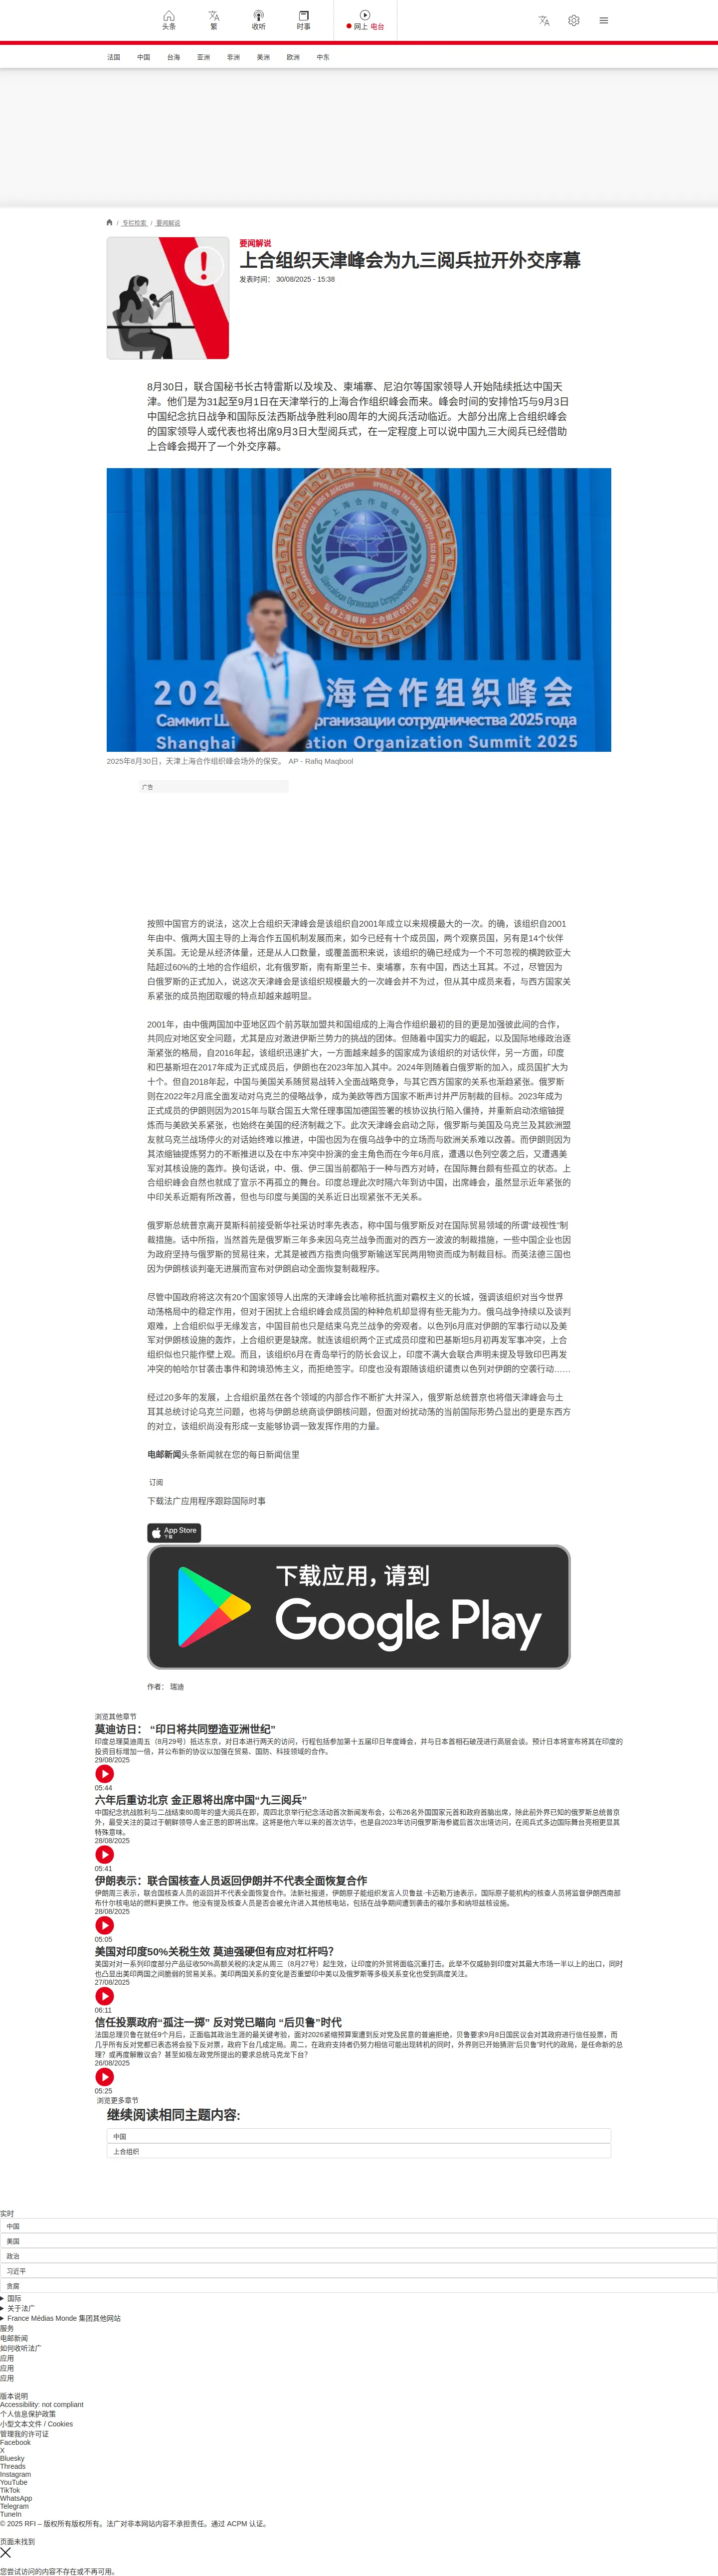 头条
繁
收听
时事
网上 电台
法国 中国 台海 亚洲 非洲 美洲 欧洲 中东
/ 专栏检索 / 要闻解说
要闻解说
上合组织天津峰会为九三阅兵拉开外交序幕
发表时间： 30/08/2025 - 15:38
8月30日，联合国秘书长古特雷斯以及埃及、柬埔寨、尼泊尔等国家领导人开始陆续抵达中国天
津。他们是为31起至9月1日在天津举行的上海合作组织峰会而来。峰会时间的安排恰巧与9月3日
中国纪念抗日战争和国际反法西斯战争胜利80周年的大阅兵活动临近。大部分出席上合组织峰会
的国家领导人或代表也将出席9月3日大型阅兵式，在一定程度上可以说中国九三大阅兵已经借助
上合峰会揭开了一个外交序幕。
上海合作组织
弘扬上海精神 上合组织在行动
202 海合作组织峰会
Саммит Ш организации сотрудничества 2025 года
Shanghai ation Organization Summit 2025
2025年8月30日，天津上海合作组织峰会场外的保安。 AP - Rafiq Maqbool
广告
按照中国官方的说法，这次上合组织天津峰会是该组织自2001年成立以来规模最大的一次。的确，该组织自2001
年由中、俄两大国主导的上海合作五国机制发展而来，如今已经有十个成员国，两个观察员国，另有是14个伙伴
关系国。无论是从经济体量，还是从人口数量，或覆盖面积来说，该组织的确已经成为一个不可忽视的横跨欧亚大
陆超过60%的土地的合作组织，北有俄罗斯，南有斯里兰卡、柬埔寨，东有中国，西达土耳其。不过，尽管因为
白俄罗斯的正式加入，说这次天津峰会是该组织规模最大的一次峰会并不为过，但从其中成员来看，与西方国家关
系紧张的成员抱团取暖的特点却越来越明显。
2001年，由中俄两国加中亚地区四个前苏联加盟共和国组成的上海合作组织最初的目的更是加强彼此间的合作，
共同应对地区安全问题，尤其是应对激进伊斯兰势力的挑战的团体。但随着中国实力的崛起，以及国际地缘政治逐
渐紧张的格局，自2016年起，该组织迅速扩大，一方面越来越多的国家成为该组织的对话伙伴，另一方面，印度
和巴基斯坦在2017年成为正式成员后，伊朗也在2023年加入其中。2024年则随着白俄罗斯的加入，成员国扩大为
十个。但自2018年起，中国与美国关系随贸易战转入全面战略竞争，与其它西方国家的关系也渐趋紧张。俄罗斯
则在2022年2月底全面发动对乌克兰的侵略战争，成为美欧等西方国家不断声讨并严厉制裁的目标。2023年成为
正式成员的伊朗则因为2015年与联合国五大常任理事国加德国签署的核协议执行陷入僵持，并重新启动浓缩铀提
炼而与美欧关系紧张，也始终在美国的经济制裁之下。此次天津峰会启动之际，俄罗斯与美国及乌克兰及其欧洲盟
友就乌克兰战场停火的对话始终难以推进，中国也因为在俄乌战争中的立场而与欧洲关系难以改善。而伊朗则因为
其浓缩铀提炼努力的不断推进以及在中东冲突中扮演的金主角色而在今年6月底，遭遇以色列空袭之后，又遭遇美
军对其核设施的轰炸。换句话说，中、俄、伊三国当前都陷于一种与西方对峙，在国际舞台颇有些孤立的状态。上
合组织峰会自然也就成了宣示不再孤立的舞台。印度总理此次时隔六年到访中国，出席峰会，虽然显示近年紧张的
中印关系近期有所改善，但也与印度与美国的关系近日出现紧张不无关系。
俄罗斯总统普京离开莫斯科前接受新华社采访时率先表态，称中国与俄罗斯反对在国际贸易领域的所谓“歧视性”制
裁措施。话中所指，当然首先是俄罗斯三年多来因乌克兰战争而面对的西方一波波的制裁措施，一些中国企业也因
为政府坚持与俄罗斯的贸易往来，尤其是被西方指责向俄罗斯输送军民两用物资而成为制裁目标。而英法德三国也
因为伊朗核谈判毫无进展而宣布对伊朗启动全面恢复制裁程序。
尽管中国政府将这次有20个国家领导人出席的天津峰会比喻称抵抗面对霸权主义的长城，强调该组织对当今世界
动荡格局中的稳定作用，但对于困扰上合组织峰会成员国的种种危机却显得有些无能为力。俄乌战争持续以及谈判
艰难，上合组织似乎无缘发言，中国目前也只是结束乌克兰战争的旁观者。以色列6月底对伊朗的军事行动以及美
军对伊朗核设施的轰炸，上合组织更是缺席。就连该组织两个正式成员印度和巴基斯坦5月初再发军事冲突，上合
组织似也只能作壁上观。而且，该组织6月在青岛举行的防长会议上，印度不满大会联合声明未提及导致印巴再发
冲突的帕哈尔甘袭击事件和跨境恐怖主义，而拒绝签字。印度也没有跟随该组织谴责以色列对伊朗的空袭行动……
经过20多年的发展，上合组织虽然在各个领域的内部合作不断扩大并深入，俄罗斯总统普京也将借天津峰会与土
耳其总统讨论乌克兰问题，也将与伊朗总统商谈伊朗核问题，但面对纷扰动荡的当前国际形势凸显出的更是东西方
的对立，该组织尚没有形成一支能够协调一致发挥作用的力量。
电邮新闻头条新闻就在您的每日新闻信里
订阅
下载法广应用程序跟踪国际时事
App Store
下载
下载应用，请到
Google Play
作者： 瑞迪
浏览其他章节
莫迪访日： “印日将共同塑造亚洲世纪”
印度总理莫迪周五（8月29号）抵达东京，对日本进行两天的访问，行程包括参加第十五届印日年度峰会，并与日本首相石破茂进行高层会谈。预计日本将宣布将其在印度的
投资目标增加一倍，并公布新的协议以加强在贸易、国防、科技领域的合作。
29/08/2025
05:44
六年后重访北京 金正恩将出席中国“九三阅兵”
中国纪念抗战胜利与二战结束80周年的盛大阅兵在即，周四北京举行纪念活动首次新闻发布会，公布26名外国国家元首和政府首脑出席，除此前外界已知的俄罗斯总统普京
外，最受关注的莫过于朝鲜领导人金正恩的即将出席。这将是他六年以来的首次访华，也是自2023年访问俄罗斯海参崴后首次出境访问，在阅兵式多边国际舞台亮相更显其
特殊意味。
28/08/2025
05:41
伊朗表示：联合国核查人员返回伊朗并不代表全面恢复合作
伊朗周三表示，联合国核查人员的返回并不代表全面恢复合作。法新社报道，伊朗原子能组织发言人贝鲁兹·卡迈勒万迪表示，国际原子能机构的核查人员将监督伊朗西南部
布什尔核电站的燃料更换工作。他没有提及核查人员是否会被允许进入其他核电站，包括在战争期间遭到袭击的福尔多和纳坦兹核设施。
28/08/2025
05:05
美国对印度50%关税生效 莫迪强硬但有应对杠杆吗？
美国对对一系列印度部分产品征收50%高额关税的决定从周三（8月27号）起生效，让印度的外贸将面临沉重打击。此举不仅威胁到印度对其最大市场一半以上的出口，同时
也凸显出美印两国之间脆弱的贸易关系。美印两国关系的变化是否重塑印中美以及俄罗斯等多极关系变化也受到高度关注。
27/08/2025
06:11
信任投票政府“孤注一掷” 反对党已瞄向 “后贝鲁”时代
法国总理贝鲁在就任9个月后，正面临其政治生涯的最关键考验，面对2026紧缩预算案遭到反对党及民意的普遍拒绝，贝鲁要求9月8日国民议会对其政府进行信任投票，而
几乎所有反对党都已表态将会投下反对票，政府下台几成定局。周二，在政府支持者仍努力相信可能出现转机的同时，外界则已开始猜测“后贝鲁”时代的政局，是任命新的总
理？或再度解散议会？甚至如极左政党所提出的要求总统马克龙下台？
26/08/2025
05:25
浏览更多章节
继续阅读相同主题内容:
中国
上合组织
实时
中国
美国
政治
习近平
贪腐
国际
关于法广
France Médias Monde 集团其他网站
服务
电邮新闻
如何收听法广
应用
应用
应用
版本说明
Accessibility: not compliant
个人信息保护政策
小型文本文件 / Cookies
管理我的许可证
Facebook
X
Bluesky
Threads
Instagram
YouTube
TikTok
WhatsApp
Telegram
TuneIn
© 2025 RFI – 版权所有版权所有。法广对非本网站内容不承担责任。通过 ACPM 认证。
页面未找到
您尝试访问的内容不存在或不再可用。